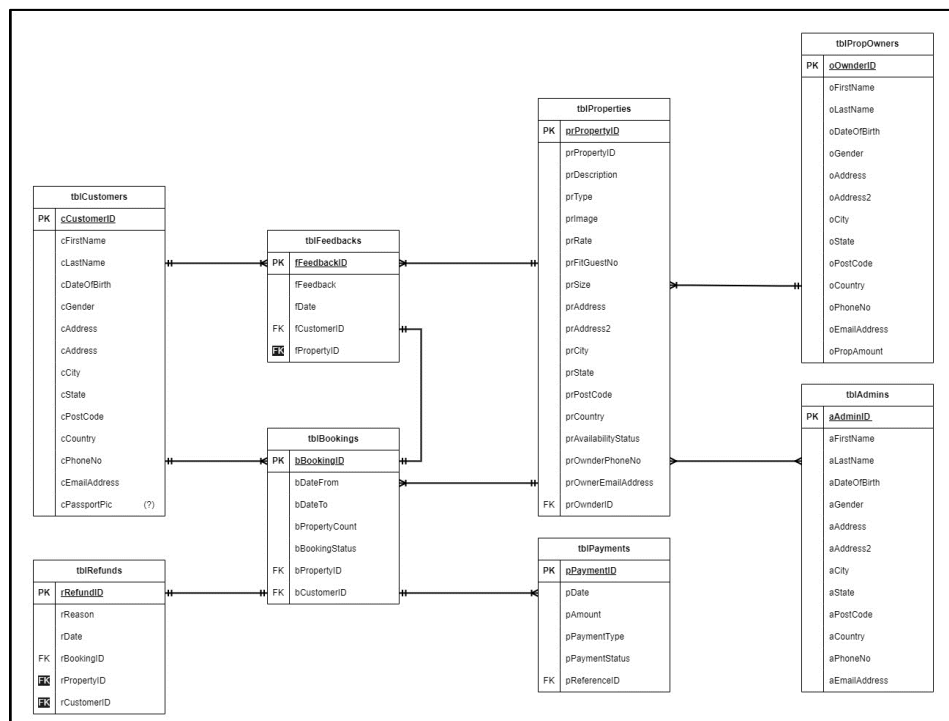 tblPropOwners
PK oOwnderID
oFirstName
oLastName
oDateOfBirth
oGender
oAddress
oAddress2
oCity
oState
oPostCode
oCountry
oPhoneNo
oEmailAddress
oPropAmount
tblProperties
PK prPropertyID
prPropertyID
prDescription
prType
prImage
prRate
prFitGuestNo
prSize
prAddress
prAddress2
prCity
prState
prPostCode
prCountry
prAvailabilityStatus
prOwnderPhoneNo
prOwnerEmailAddress
FK prOwnderID
tblCustomers
PK cCustomerID
cFirstName
cLastName
cDateOfBirth
cGender
cAddress
cAddress
cCity
cState
cPostCode
cCountry
cPhoneNo
cEmailAddress
cPassportPic (?)
tblFeedbacks
PK fFeedbackID
fFeedback
fDate
FK fCustomerID
FK fPropertyID
tblAdmins
PK aAdminID
aFirstName
aLastName
aDateOfBirth
aGender
aAddress
aAddress2
aCity
aState
aPostCode
aCountry
aPhoneNo
aEmailAddress
tblBookings
PK bBookingID
bDateFrom
bDateTo
bPropertyCount
bBookingStatus
FK bPropertyID
FK bCustomerID
tblPayments
PK pPaymentID
pDate
pAmount
pPaymentType
pPaymentStatus
FK pReferenceID
tblRefunds
PK rRefundID
rReason
rDate
FK rBookingID
FK rPropertyID
FK rCustomerID